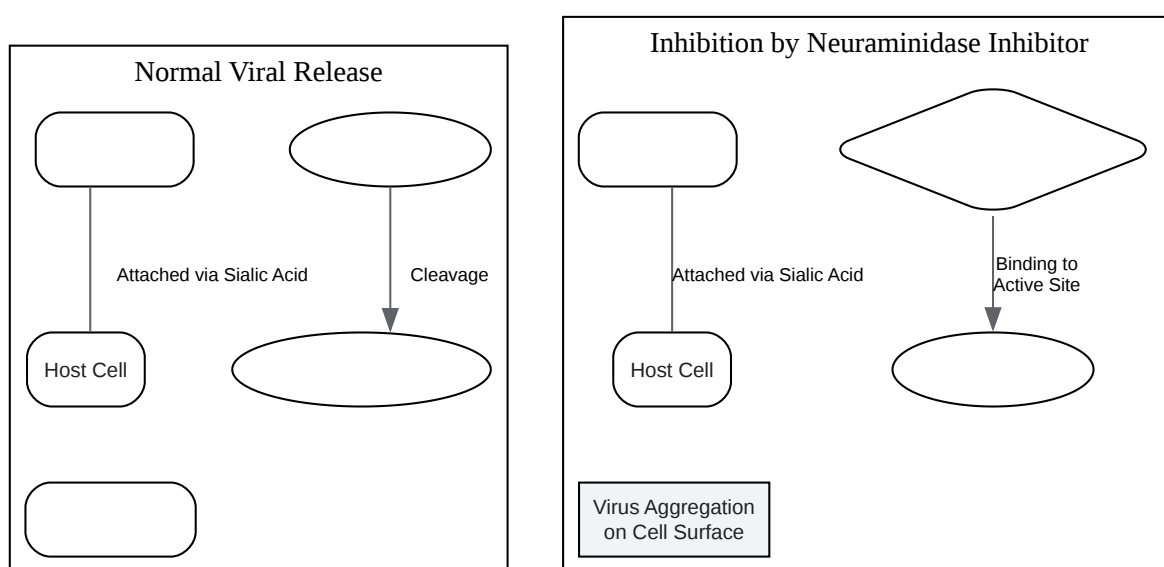 Normal Viral Release
Attached via Sialic Acid
Cleavage
Host Cell
Inhibition by Neuraminidase Inhibitor
Attached via Sialic Acid
Binding to
Active Site
Host Cell
Virus Aggregation
on Cell Surface